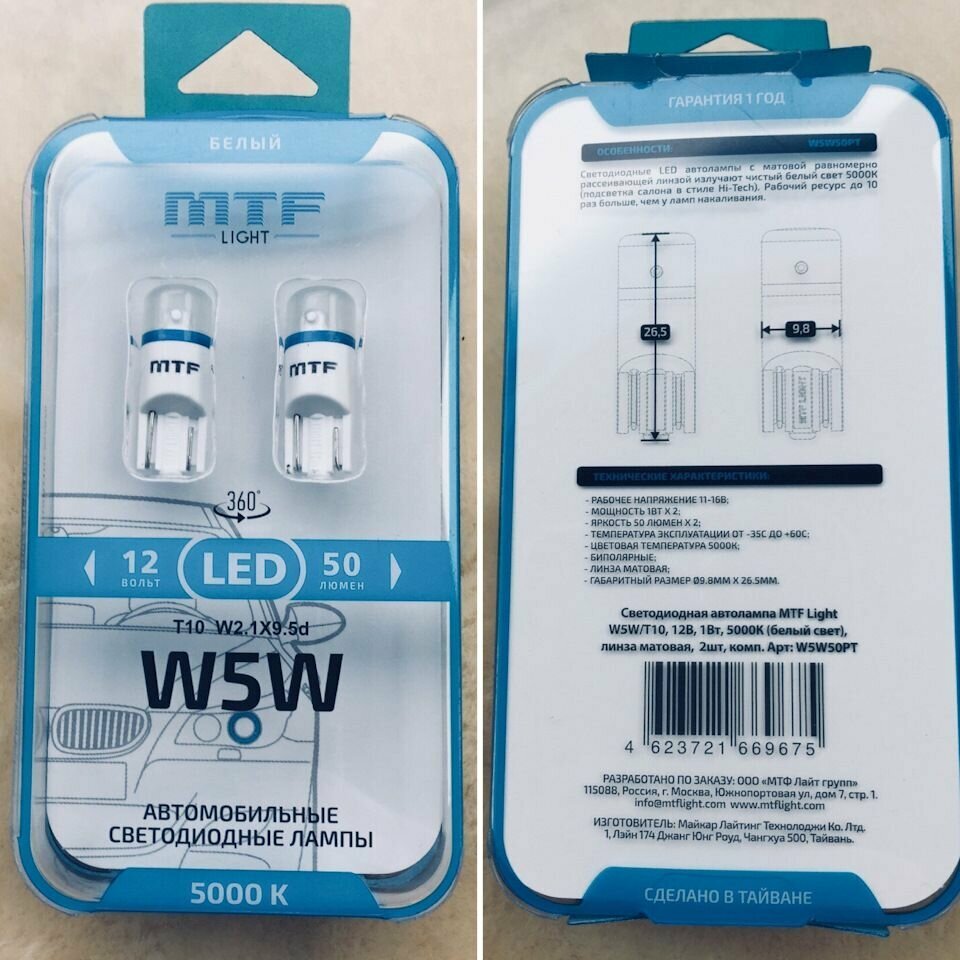 БЕЛЫЙ
MTF
LIGHT
MTF
MTF
360°
12
ВОЛЬТ
LED
50
ЛЮМЕН
T10 W2.1X9.5d
W5W
АВТОМОБИЛЬНЫЕ
СВЕТОДИОДНЫЕ ЛАМПЫ
5000 K
ГАРАНТИЯ 1 ГОД
ОСОБЕННОСТИ: W5W50PT
Светодиодные LED автолампы с матовой равномерно
рассеивающей линзой излучают чистый белый свет 5000К
(подсветка салона в стиле Hi-Tech). Рабочий ресурс до 10
раз больше, чем у ламп накаливания.
26,5
9,8
MTF LIGHT
ТЕХНИЧЕСКИЕ ХАРАКТЕРИСТИКИ:
- РАБОЧЕЕ НАПРЯЖЕНИЕ 11-16В;
- МОЩНОСТЬ 1ВТ X 2;
- ЯРКОСТЬ 50 ЛЮМЕН X 2;
- ТЕМПЕРАТУРА ЭКСПЛУАТАЦИИ ОТ -35С ДО +60С;
- ЦВЕТОВАЯ ТЕМПЕРАТУРА 5000К;
- БИПОЛЯРНЫЕ;
- ЛИНЗА МАТОВАЯ;
- ГАБАРИТНЫЙ РАЗМЕР Ø9.8ММ X 26.5ММ.
Светодиодная автолампа MTF Light
W5W/T10, 12В, 1Вт, 5000К (белый свет),
линза матовая, 2шт, комп. Арт: W5W50PT
4 623721 669675
РАЗРАБОТАНО ПО ЗАКАЗУ: ООО «МТФ Лайт групп»
115088, Россия, г. Москва, Южнопортовая ул, дом 7, стр. 1.
info@mtflight.com www.mtflight.com
ИЗГОТОВИТЕЛЬ: Майкар Лайтинг Технолоджи Ко. Лтд.
1, Лэйн 174 Джанг Юнг Роуд, Чангхуа 500, Тайвань.
СДЕЛАНО В ТАЙВАНЕ